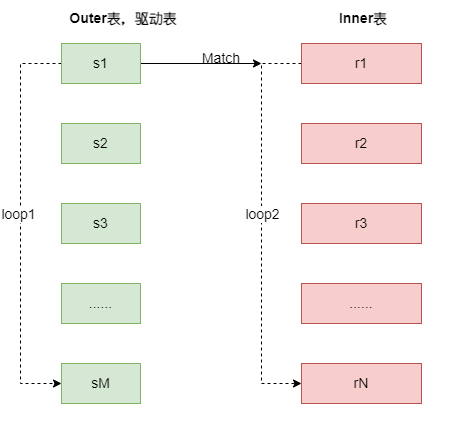 Outer表，驱动表
Inner表
s1
Match
r1
s2
r2
loop1
s3
loop2
r3
......
......
sM
rN